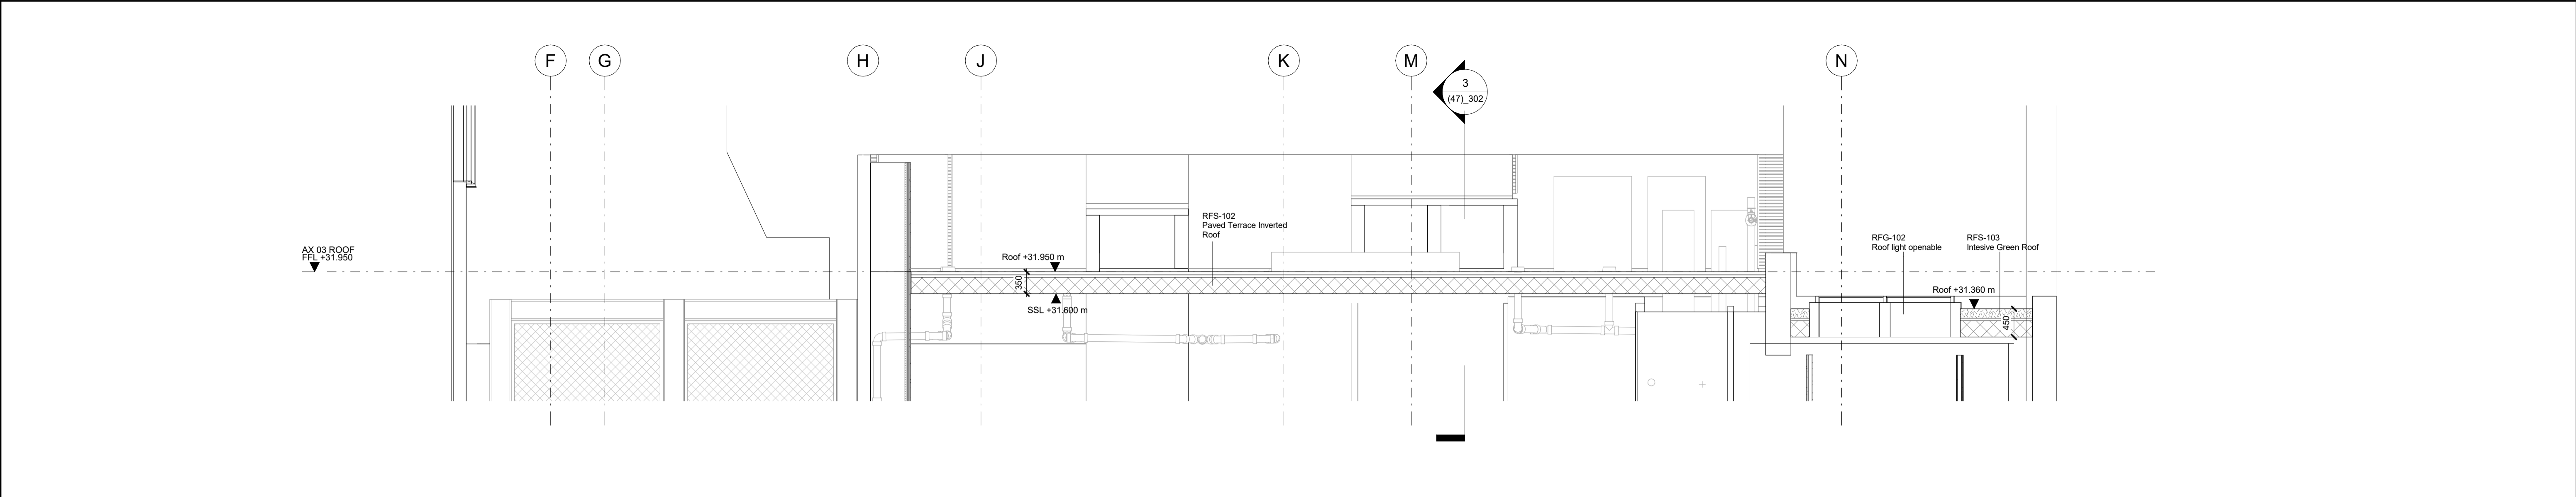 F
G
H
J
K
M
3
(47)_302
N
RFS-102
Paved Terrace Inverted
Roof
RFG-102
Roof light openable
RFS-103
Intesive Green Roof
AX 03 ROOF
FFL +31.950
Roof +31.950 m
350
SSL +31.600 m
Roof +31.360 m
450